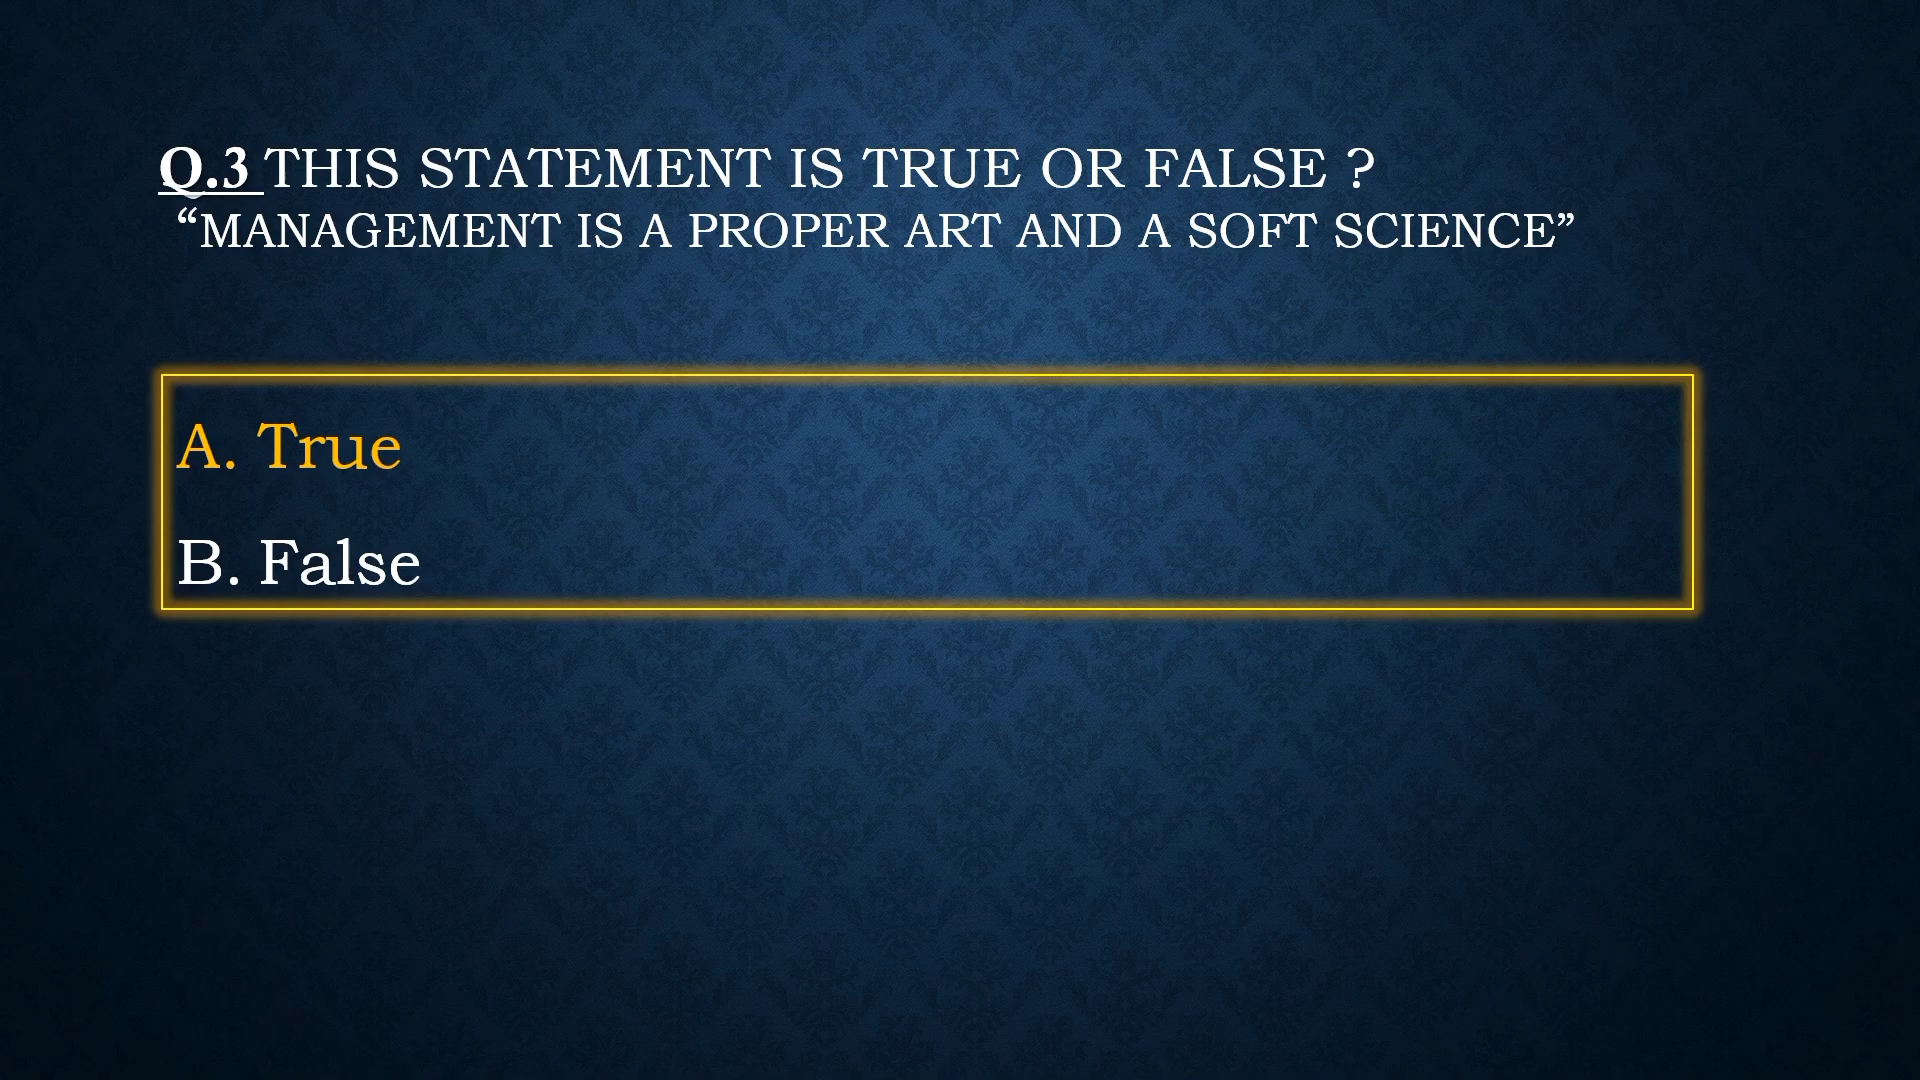 Q.3 THIS STATEMENT IS TRUE OR FALSE ?
“MANAGEMENT IS A PROPER ART AND A SOFT SCIENCE”
A. True
B. False